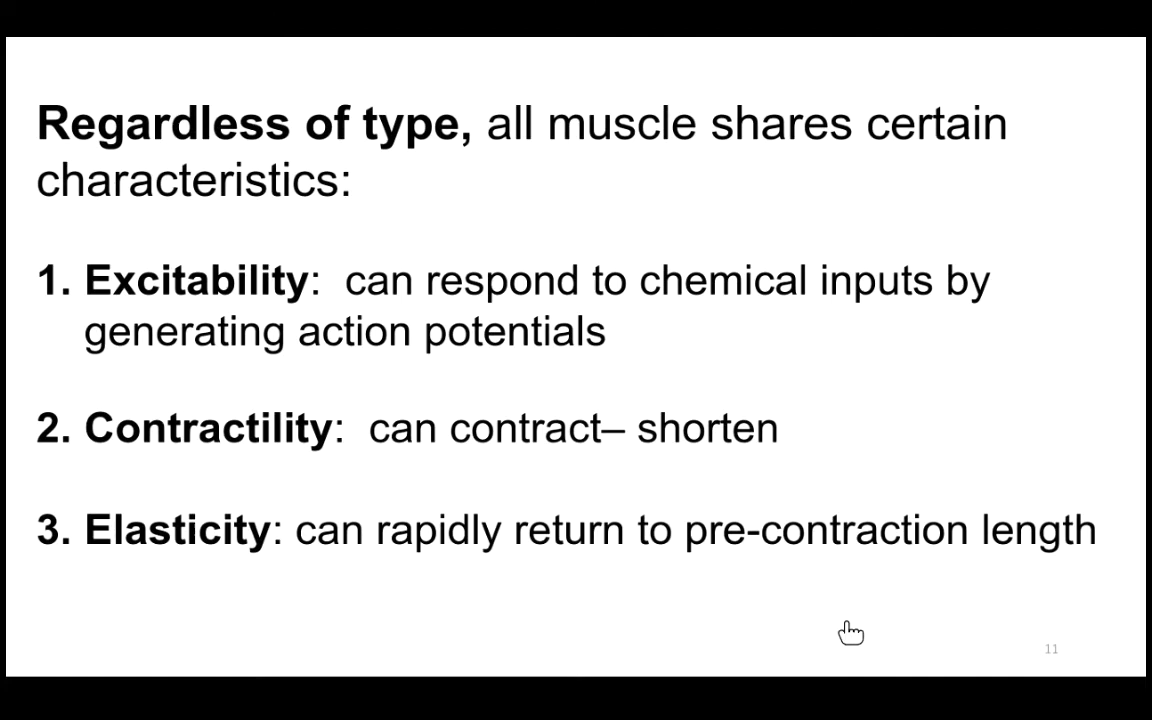 Regardless of type, all muscle shares certain
characteristics:
1. Excitability:  can respond to chemical inputs by
generating action potentials
2. Contractility:  can contract– shorten
3. Elasticity: can rapidly return to pre-contraction length
11